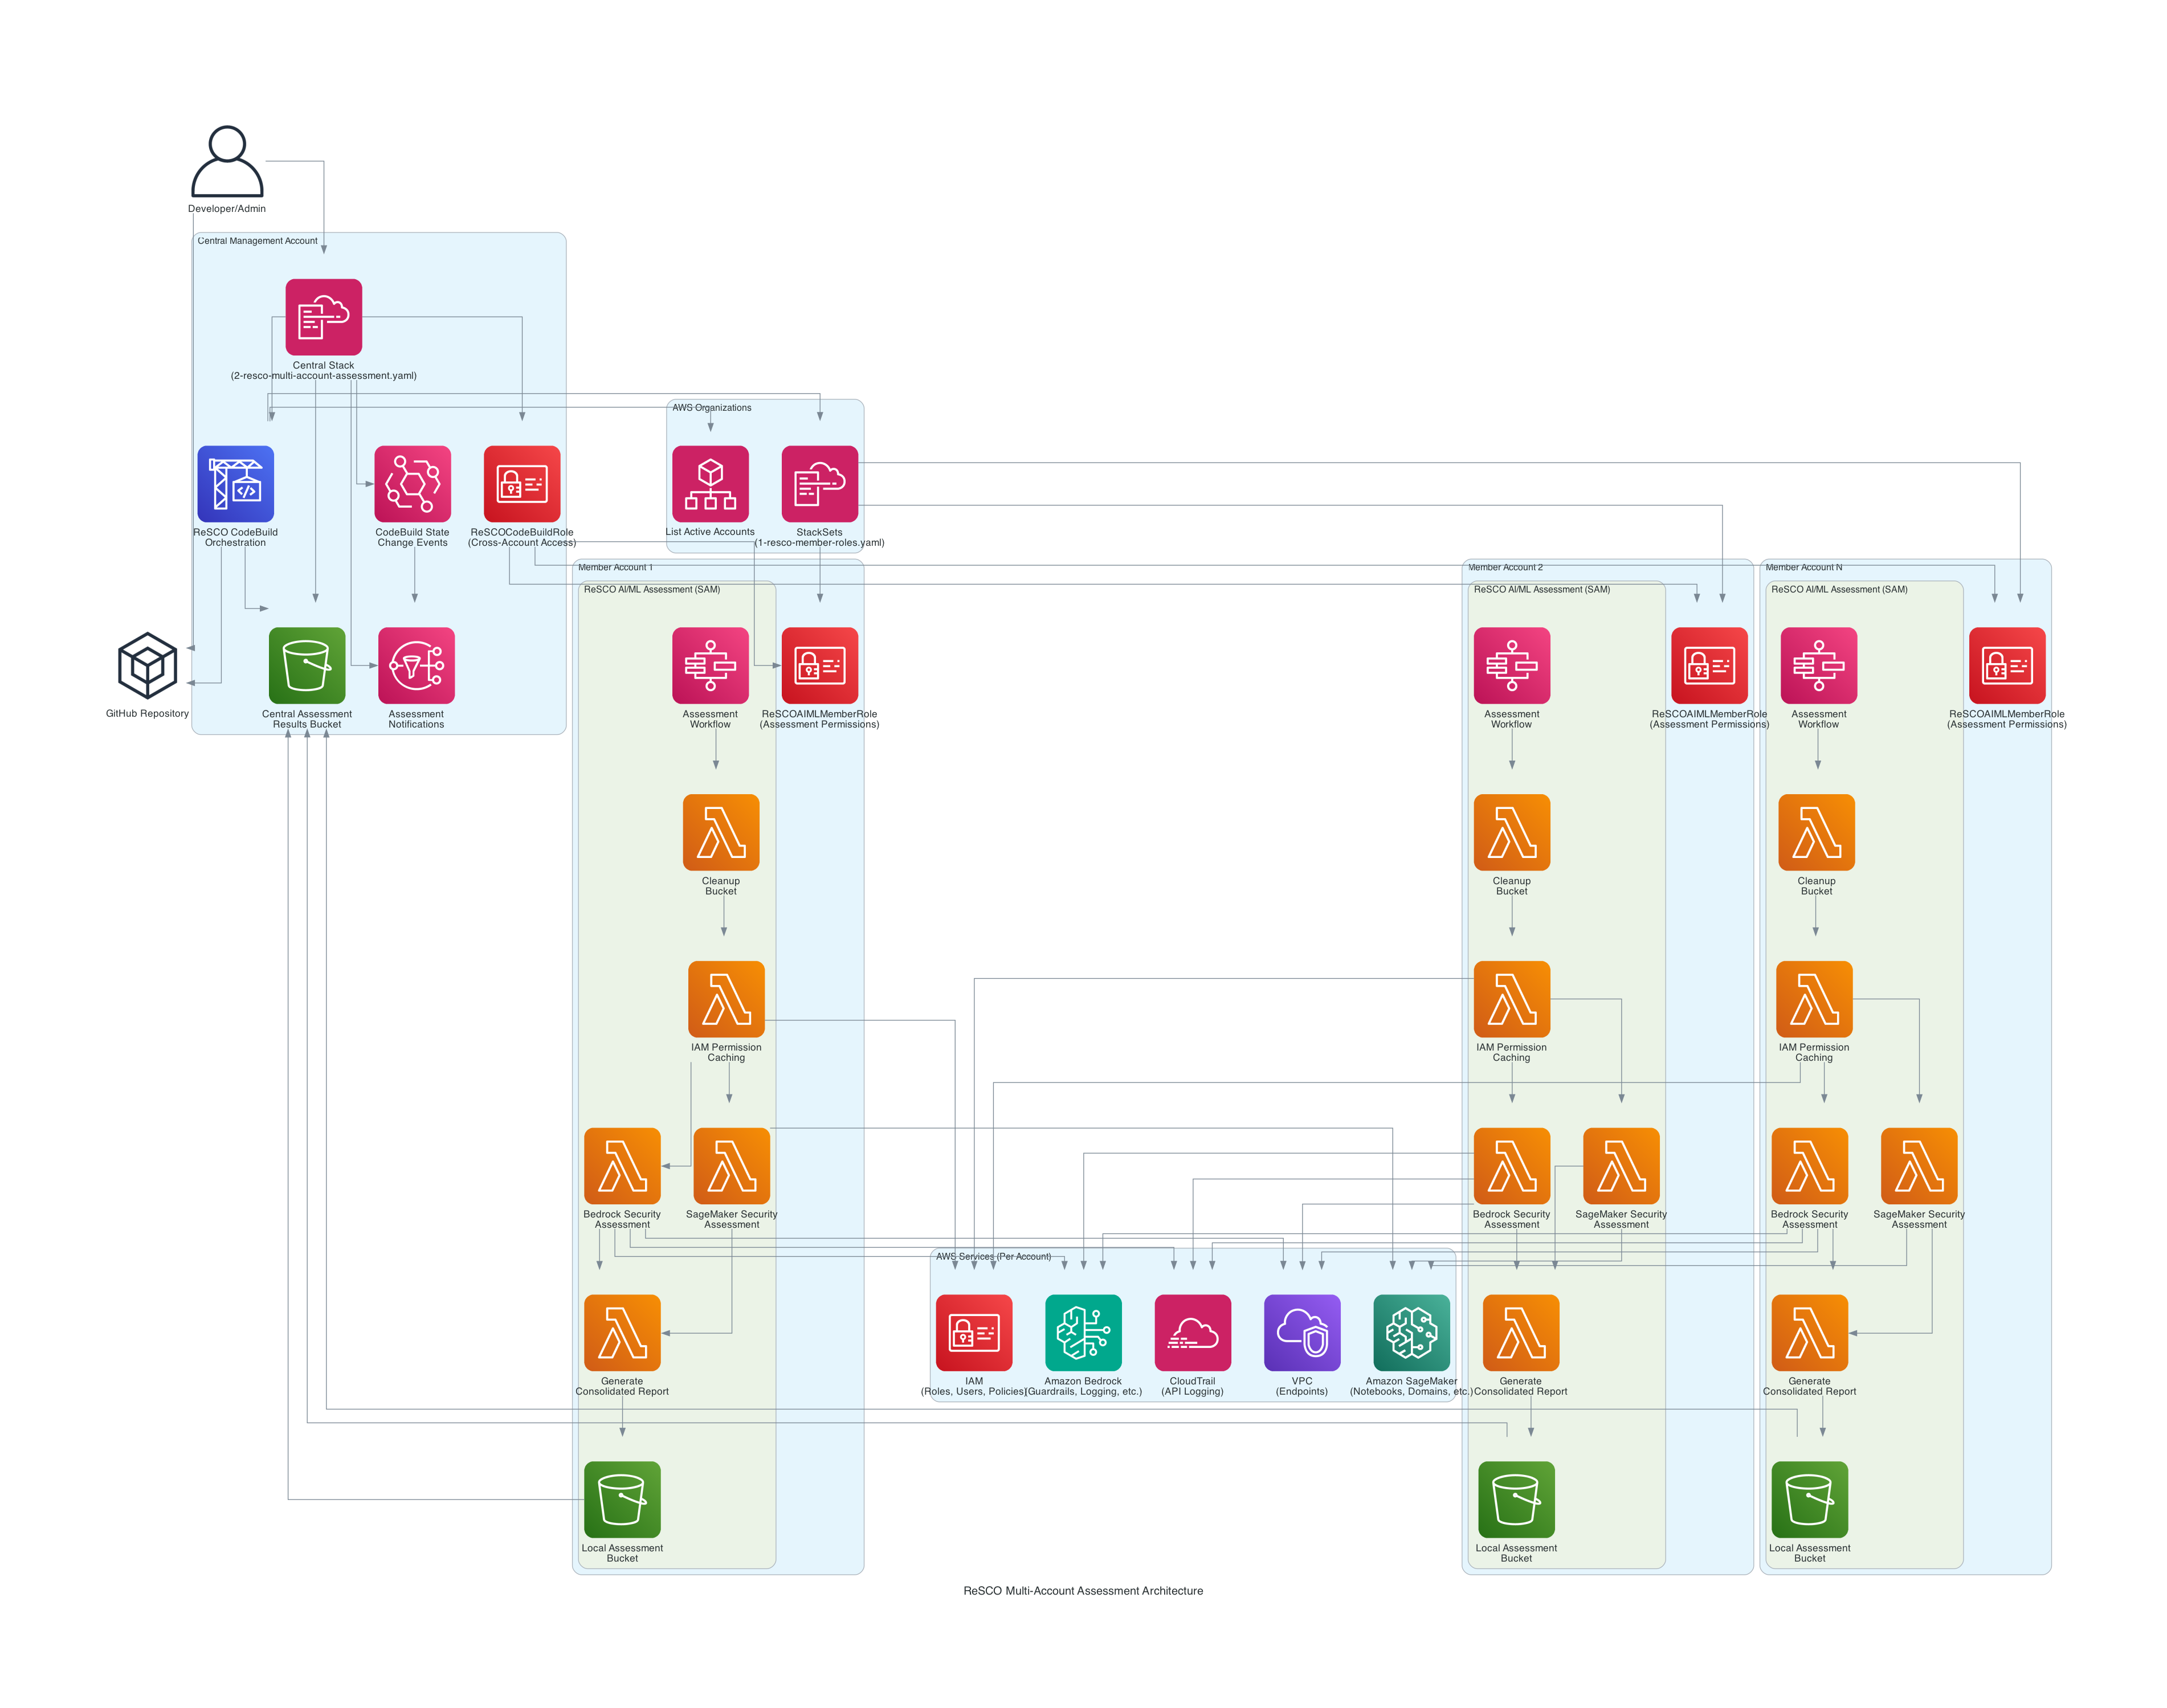 Developer/Admin
Central Management Account
Central Stack
(2-resco-multi-account-assessment.yaml)
AWS Organizations
ReSCO CodeBuild
Orchestration
CodeBuild State
Change Events
ReSCOCodeBuildRole
(Cross-Account Access)
List Active Accounts
StackSets
(1-resco-member-roles.yaml)
GitHub Repository
Central Assessment
Results Bucket
Assessment
Notifications
Member Account 1
ReSCO AI/ML Assessment (SAM)
Assessment
Workflow
ReSCOAIMLMemberRole
(Assessment Permissions)
Cleanup
Bucket
IAM Permission
Caching
Bedrock Security
Assessment
SageMaker Security
Assessment
Generate
Consolidated Report
Local Assessment
Bucket
AWS Services (Per Account)
IAM
(Roles, Users, Policies)
Amazon Bedrock
(Guardrails, Logging, etc.)
CloudTrail
(API Logging)
VPC
(Endpoints)
Amazon SageMaker
(Notebooks, Domains, etc.)
Member Account 2
ReSCO AI/ML Assessment (SAM)
Assessment
Workflow
ReSCOAIMLMemberRole
(Assessment Permissions)
Cleanup
Bucket
IAM Permission
Caching
Bedrock Security
Assessment
SageMaker Security
Assessment
Generate
Consolidated Report
Local Assessment
Bucket
Member Account N
ReSCO AI/ML Assessment (SAM)
Assessment
Workflow
ReSCOAIMLMemberRole
(Assessment Permissions)
Cleanup
Bucket
IAM Permission
Caching
Bedrock Security
Assessment
SageMaker Security
Assessment
Generate
Consolidated Report
Local Assessment
Bucket
ReSCO Multi-Account Assessment Architecture